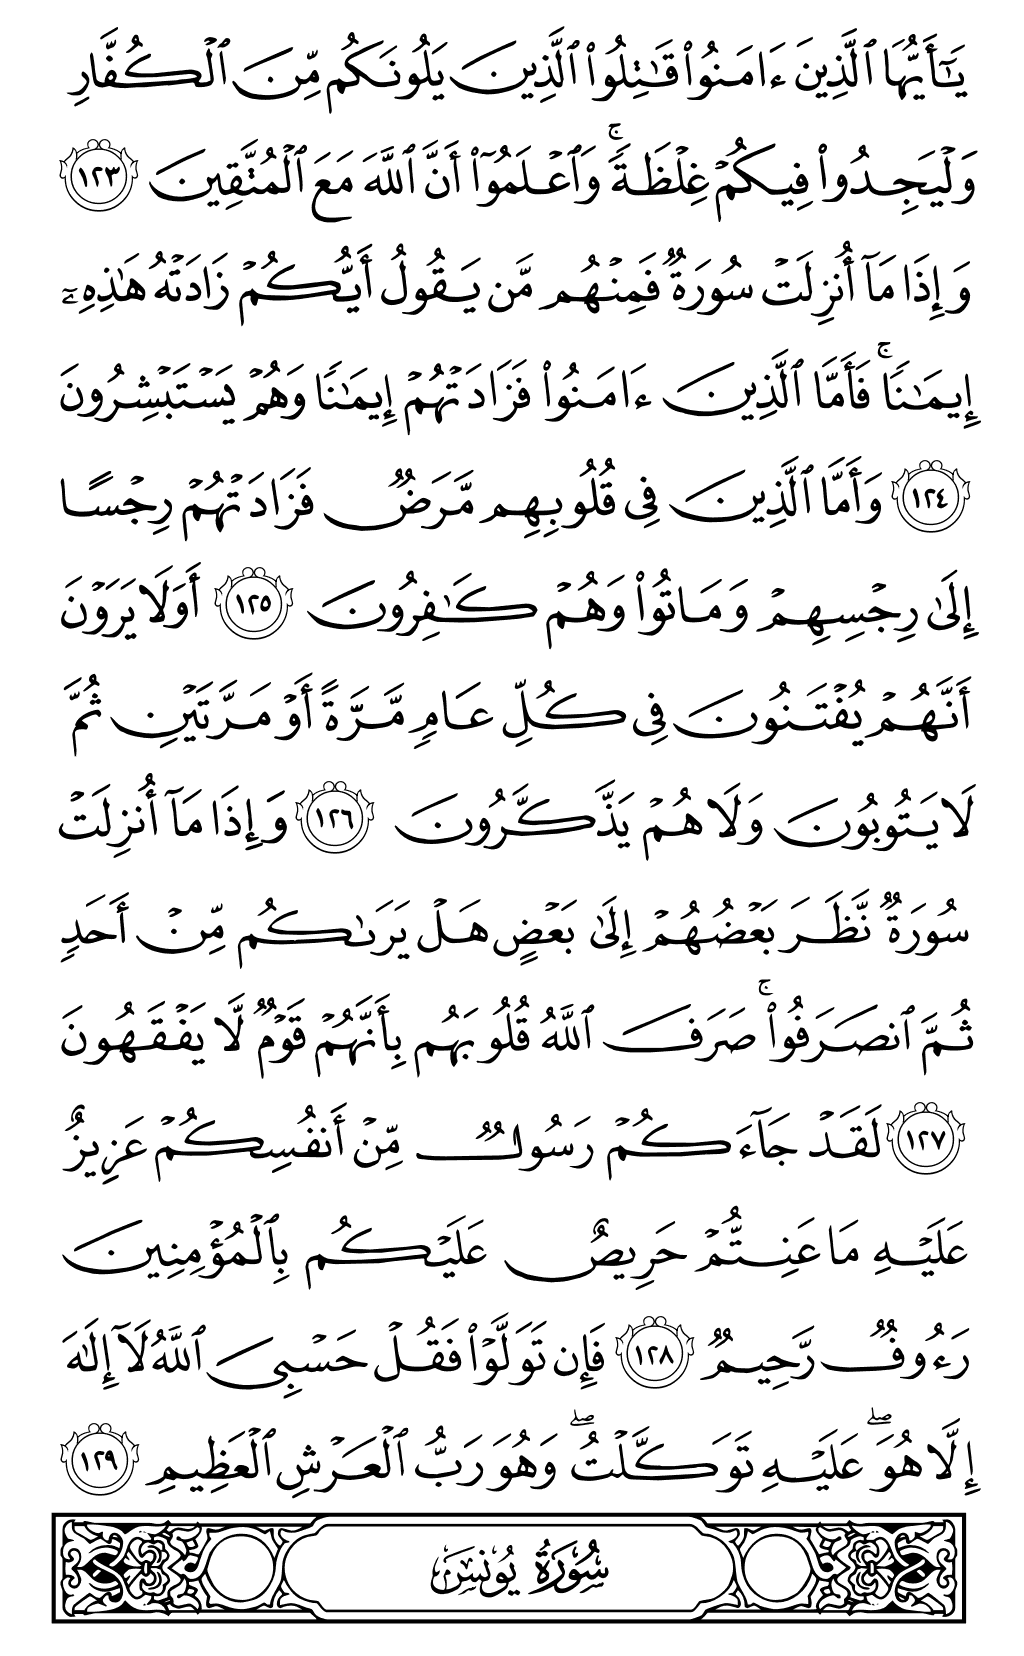 يَٰٓأَيُّهَا ٱلَّذِينَ ءَامَنُوا۟ قَٰتِلُوا۟ ٱلَّذِينَ يَلُونَكُم مِّنَ ٱلْكُفَّارِ
وَلْيَجِدُوا۟ فِيكُمْ غِلْظَةً ۚ وَٱعْلَمُوٓا۟ أَنَّ ٱللَّهَ مَعَ ٱلْمُتَّقِينَ ١٢٣
وَإِذَا مَآ أُنزِلَتْ سُورَةٌ فَمِنْهُم مَّن يَقُولُ أَيُّكُمْ زَادَتْهُ هَٰذِهِۦٓ
إِيمَٰنًا ۚ فَأَمَّا ٱلَّذِينَ ءَامَنُوا۟ فَزَادَتْهُمْ إِيمَٰنًا وَهُمْ يَسْتَبْشِرُونَ
١٢٤ وَأَمَّا ٱلَّذِينَ فِى قُلُوبِهِم مَّرَضٌ فَزَادَتْهُمْ رِجْسًا
إِلَىٰ رِجْسِهِمْ وَمَاتُوا۟ وَهُمْ كَٰفِرُونَ ١٢٥ أَوَلَا يَرَوْنَ
أَنَّهُمْ يُفْتَنُونَ فِى كُلِّ عَامٍ مَّرَّةً أَوْ مَرَّتَيْنِ ثُمَّ
لَا يَتُوبُونَ وَلَا هُمْ يَذَّكَّرُونَ ١٢٦ وَإِذَا مَآ أُنزِلَتْ
سُورَةٌ نَّظَرَ بَعْضُهُمْ إِلَىٰ بَعْضٍ هَلْ يَرَىٰكُم مِّنْ أَحَدٍ
ثُمَّ ٱنصَرَفُوا۟ ۚ صَرَفَ ٱللَّهُ قُلُوبَهُم بِأَنَّهُمْ قَوْمٌ لَّا يَفْقَهُونَ
١٢٧ لَقَدْ جَآءَكُمْ رَسُولٌ مِّنْ أَنفُسِكُمْ عَزِيزٌ
عَلَيْهِ مَا عَنِتُّمْ حَرِيصٌ عَلَيْكُم بِٱلْمُؤْمِنِينَ
رَءُوفٌ رَّحِيمٌ ١٢٨ فَإِن تَوَلَّوْا۟ فَقُلْ حَسْبِىَ ٱللَّهُ لَآ إِلَٰهَ
إِلَّا هُوَ ۖ عَلَيْهِ تَوَكَّلْتُ ۖ وَهُوَ رَبُّ ٱلْعَرْشِ ٱلْعَظِيمِ ١٢٩
سُورَةُ يُونُسَ